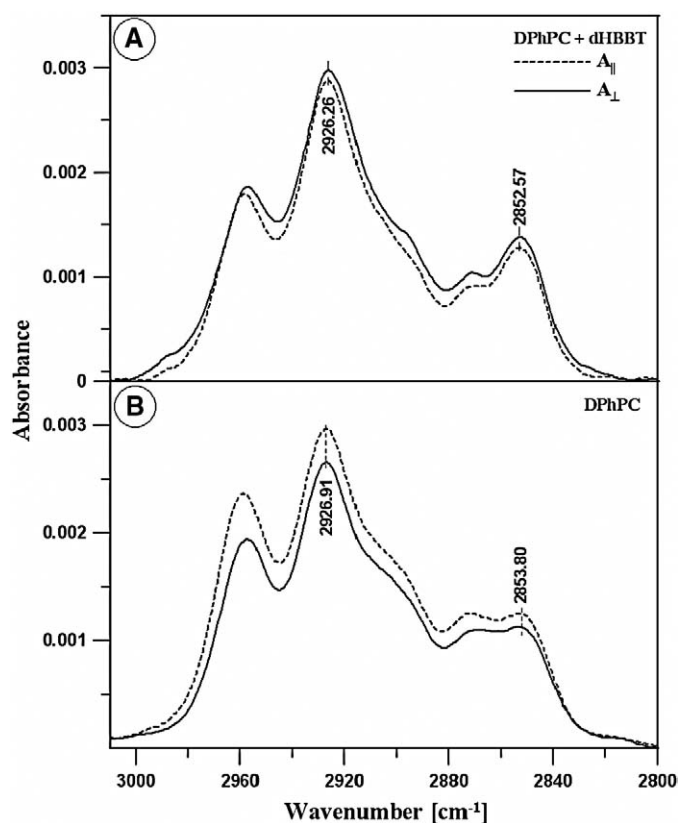 A
DPhPC + dHBBT
A∥
A⊥
0.003
0.002
0.001
0
2926.26
2852.57
Absorbance
B
DPhPC
0.003
0.002
0.001
2926.91
2853.80
3000 2960 2920 2880 2840 2800
Wavenumber [cm⁻¹]